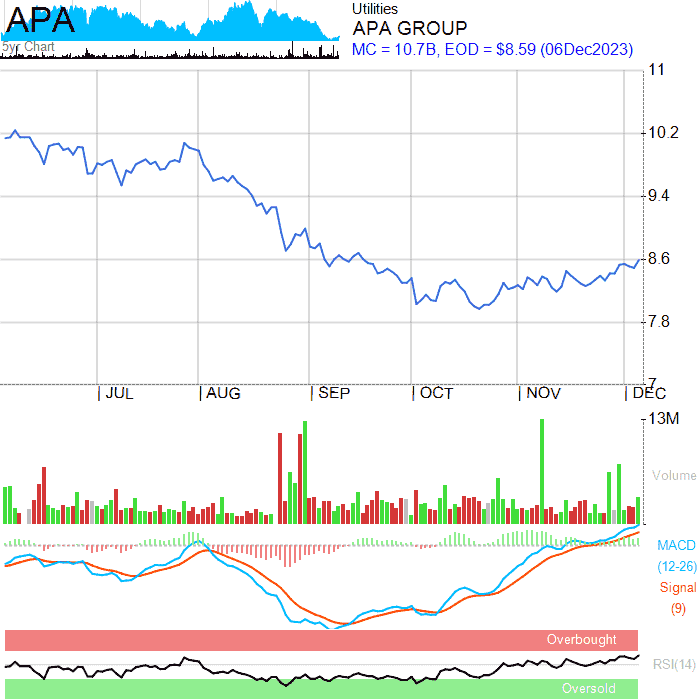 APA
5yr Chart
Utilities
APA GROUP
MC = 10.7B, EOD = $8.59 (06Dec2023)
11
10.2
9.4
8.6
7.8
7
JUL
AUG
SEP
OCT
NOV
DEC
13M
Volume
MACD
(12-26)
Signal
(9)
Overbought
RSI(14)
Oversold